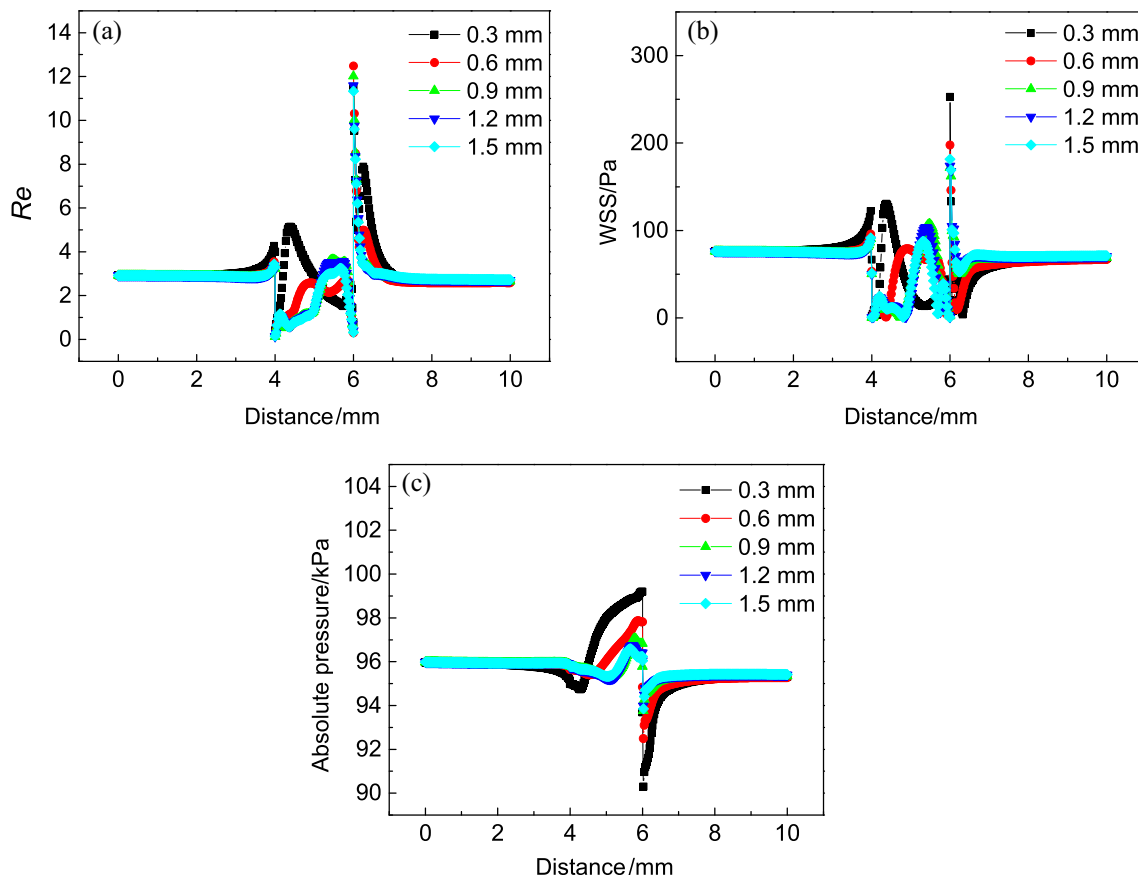 (a)
0.3 mm
0.6 mm
0.9 mm
1.2 mm
1.5 mm
14
12
10
8
6
4
2
0
Re
0 2 4 6 8 10
Distance/mm
(b)
0.3 mm
0.6 mm
0.9 mm
1.2 mm
1.5 mm
300
200
100
0
WSS/Pa
0 2 4 6 8 10
Distance/mm
(c)
0.3 mm
0.6 mm
0.9 mm
1.2 mm
1.5 mm
104
102
100
98
96
94
92
90
Absolute pressure/kPa
0 2 4 6 8 10
Distance/mm